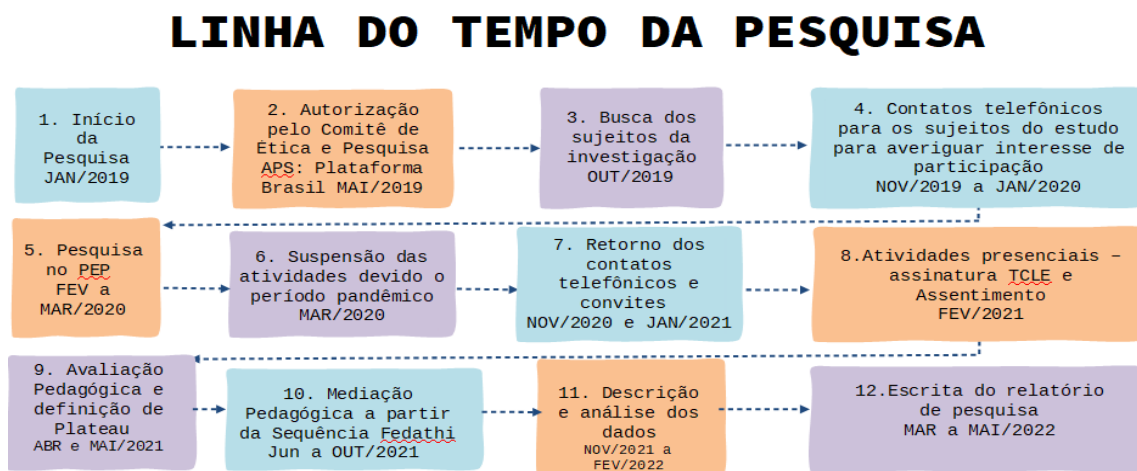 LINHA DO TEMPO DA PESQUISA
1. Início
da
Pesquisa
JAN/2019
2. Autorização
pelo Comitê de
Ética e Pesquisa
APS: Plataforma
Brasil MAI/2019
3. Busca dos
sujeitos da
investigação
OUT/2019
4. Contatos telefônicos
para os sujeitos do estudo
para averiguar interesse de
participação
NOV/2019 a JAN/2020
5. Pesquisa
no PEP
FEV a
MAR/2020
6. Suspensão das
atividades devido o
período pandêmico
MAR/2020
7. Retorno dos
contatos
telefônicos e
convites
NOV/2020 e JAN/2021
8.Atividades presenciais –
assinatura TCLE e
Assentimento
FEV/2021
9. Avaliação
Pedagógica e
definição de
Plateau
ABR e MAI/2021
10. Mediação
Pedagógica a partir
da Sequência Fedathi
Jun a OUT/2021
11. Descrição
e análise dos
dados
NOV/2021 a
FEV/2022
12.Escrita do relatório
de pesquisa
MAR a MAI/2022